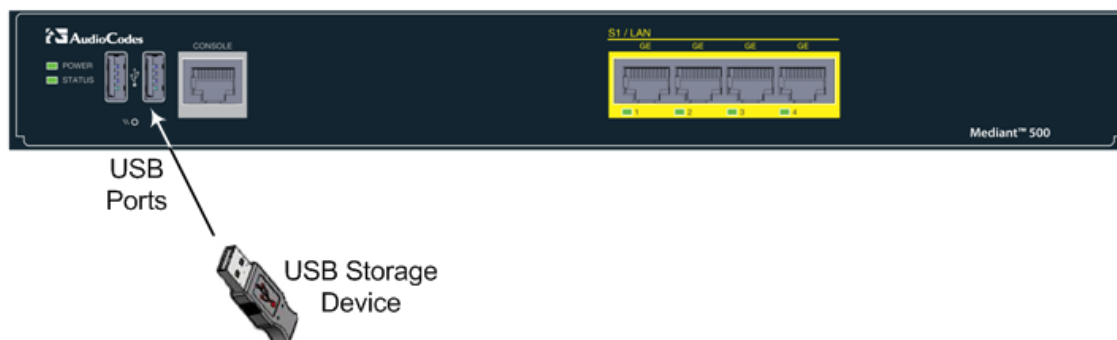 AudioCodes
POWER
STATUS
CONSOLE
S1 / LAN
GE GE GE GE
1 2 3 4
Mediant™ 500
USB
Ports
USB Storage
Device